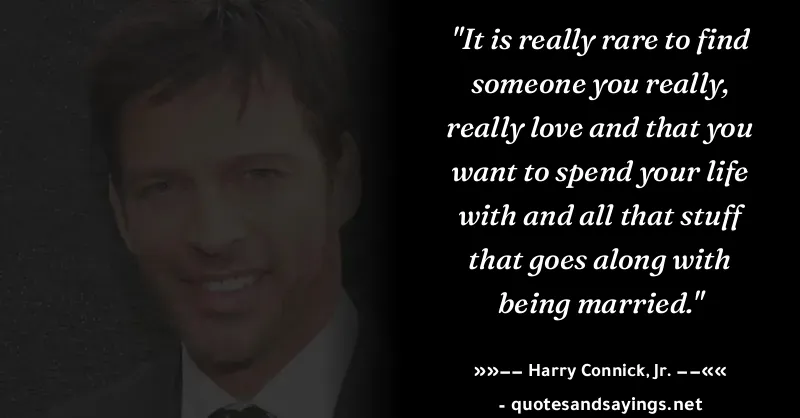 "It is really rare to find
someone you really,
really love and that you
want to spend your life
with and all that stuff
that goes along with
being married."
»»−− Harry Connick, Jr. −−««
- quotesandsayings.net